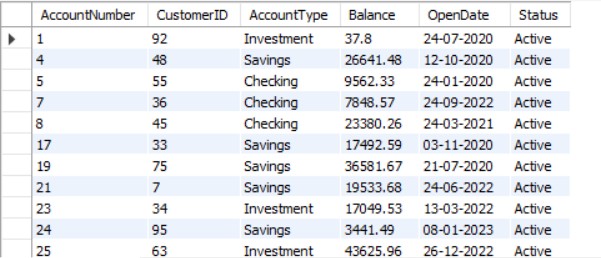 AccountNumber CustomerID AccountType Balance OpenDate Status
1 92 Investment 37.8 24-07-2020 Active
4 48 Savings 26641.48 12-10-2020 Active
5 55 Checking 9562.33 24-01-2020 Active
7 36 Checking 7848.57 24-09-2022 Active
8 45 Checking 23380.26 24-03-2021 Active
17 33 Savings 17492.59 03-11-2020 Active
19 75 Savings 36581.67 21-07-2020 Active
21 7 Savings 19533.68 24-06-2022 Active
23 34 Investment 17049.53 13-03-2022 Active
24 95 Savings 3441.49 08-01-2023 Active
25 63 Investment 43625.96 26-12-2022 Active